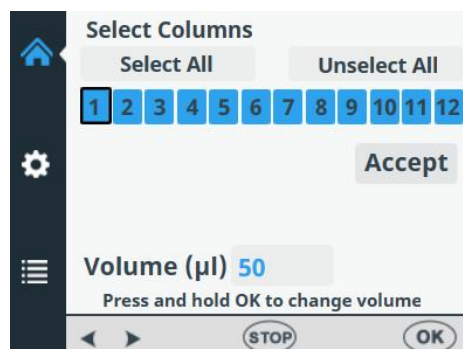 Select Columns
Select All Unselect All
1 2 3 4 5 6 7 8 9 10 11 12
Accept
Volume (µl) 50
Press and hold OK to change volume
STOP OK